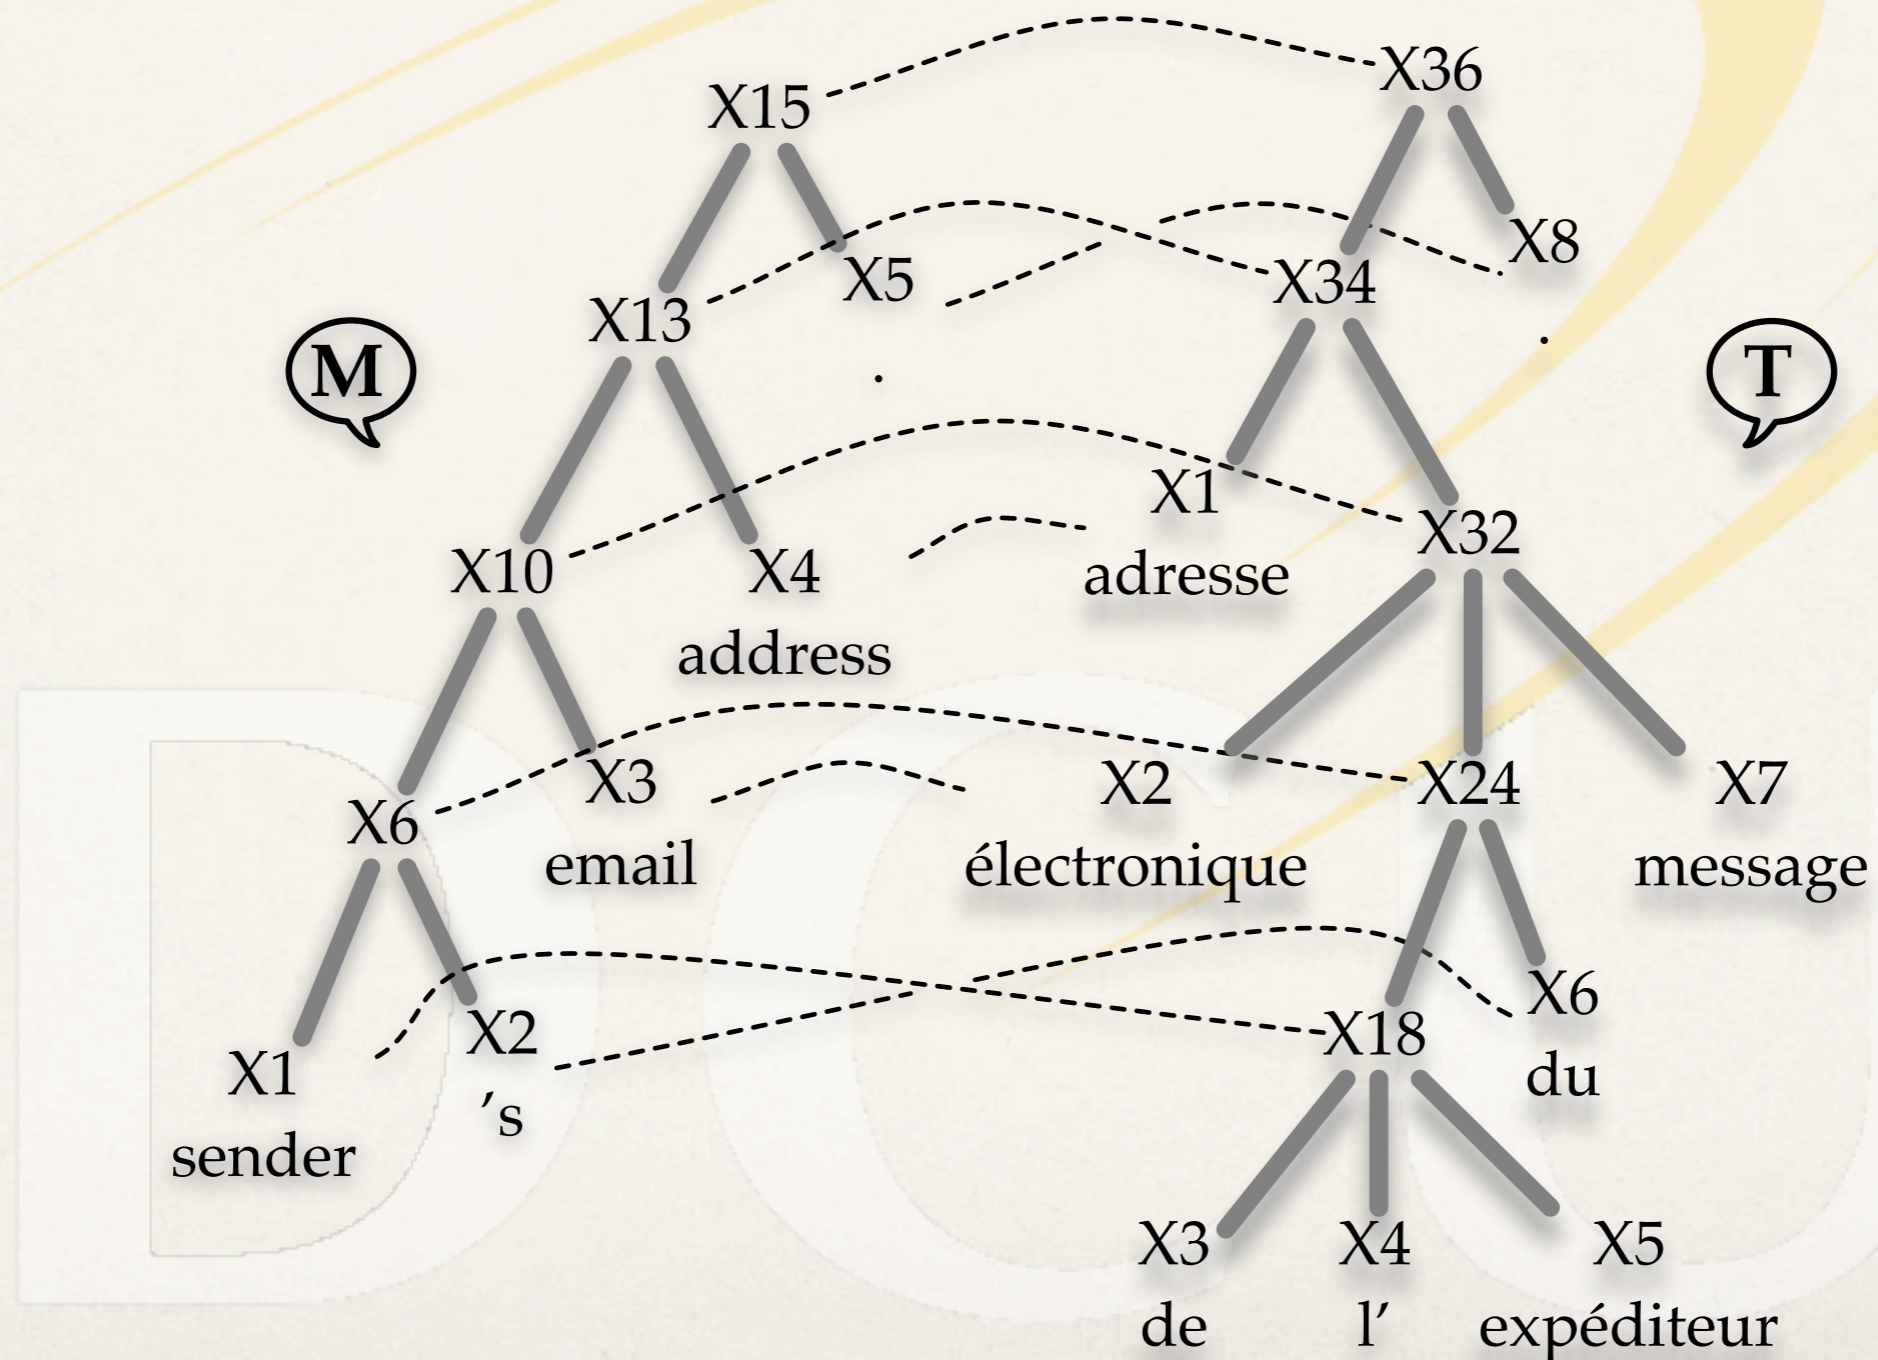 X36
X15
X8
X34
X5
X13
.
M
T
.
X1
X32
X10
X4
adresse
address
X2
X24
X7
X3
X6
email
électronique
message
X6
X18
X2
X1
du
's
sender
X3
X4
X5
de
l'
expéditeur